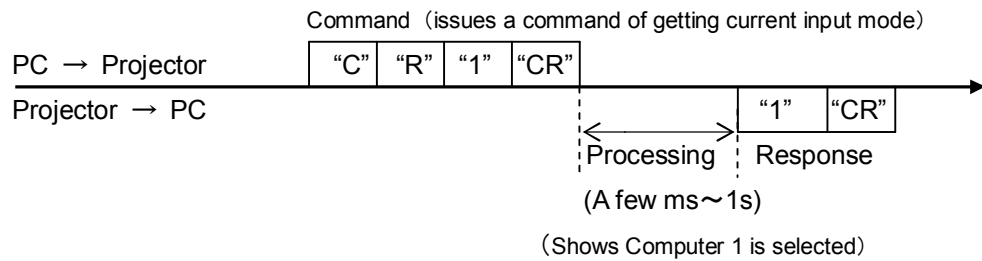 Command（issues a command of getting current input mode）
PC → Projector “C” “R” “1” “CR”
Projector → PC “1” “CR”
Processing Response
(A few ms～1s)
（Shows Computer 1 is selected）